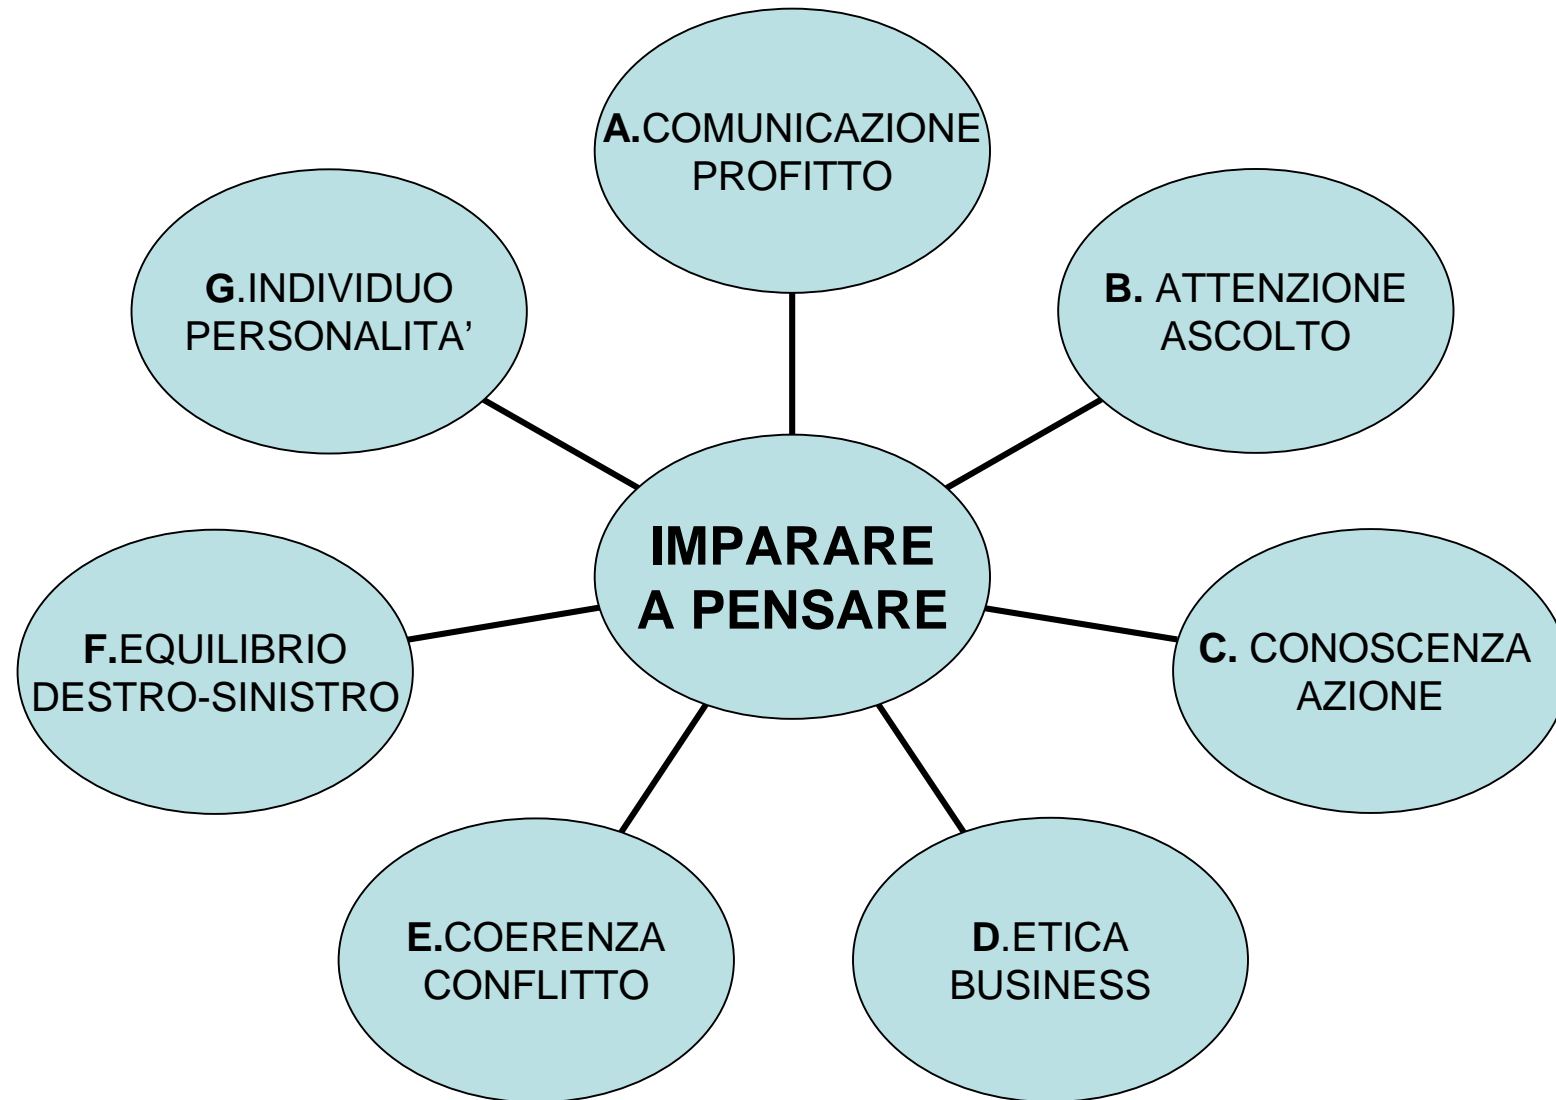 A.COMUNICAZIONE
PROFITTO
B. ATTENZIONE
ASCOLTO
C. CONOSCENZA
AZIONE
D.ETICA
BUSINESS
E.COERENZA
CONFLITTO
F.EQUILIBRIO
DESTRO-SINISTRO
G.INDIVIDUO
PERSONALITA’
IMPARARE
A PENSARE